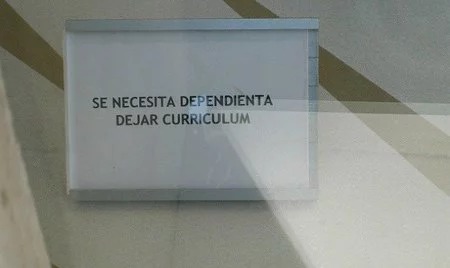 SE NECESITA DEPENDIENTA
DEJAR CURRICULUM